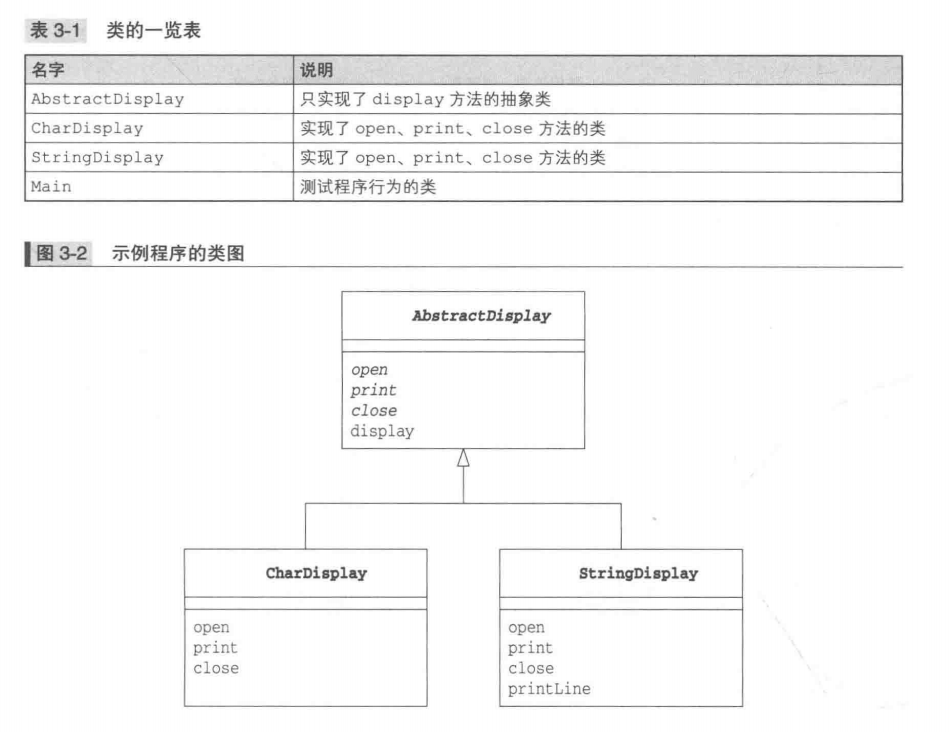 表 3-1 类的一览表
名字 说明
AbstractDisplay 只实现了 display 方法的抽象类
CharDisplay 实现了 open、print、close 方法的类
StringDisplay 实现了 open、print、close 方法的类
Main 测试程序行为的类
图 3-2 示例程序的类图
AbstractDisplay
open
print
close
display
CharDisplay
open
print
close
StringDisplay
open
print
close
printLine